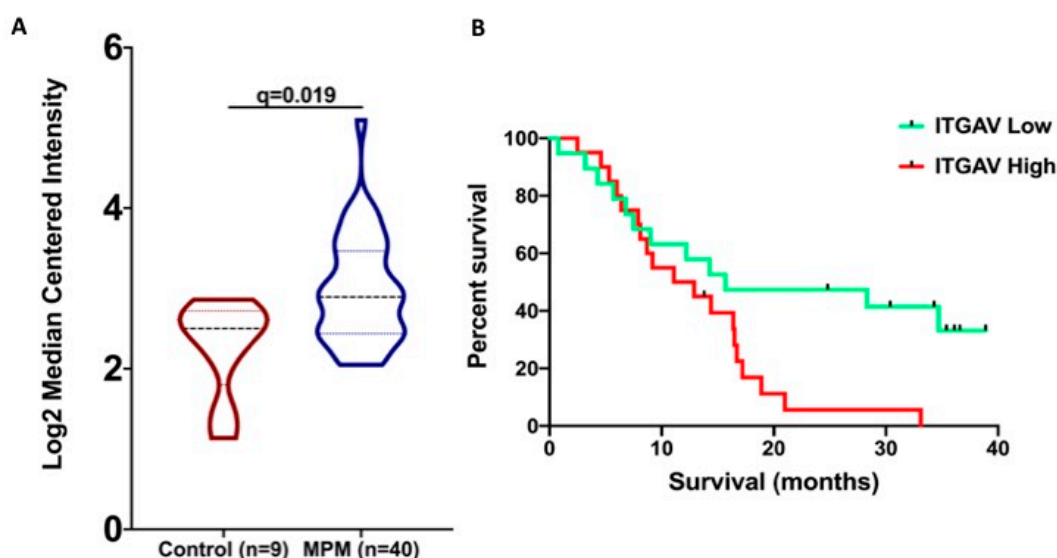 A
Log2 Median Centered Intensity
6
4
2
0
q=0.019
Control (n=9) MPM (n=40)
B
ITGAV Low
ITGAV High
Percent survival
100
80
60
40
20
0
0 10 20 30 40
Survival (months)